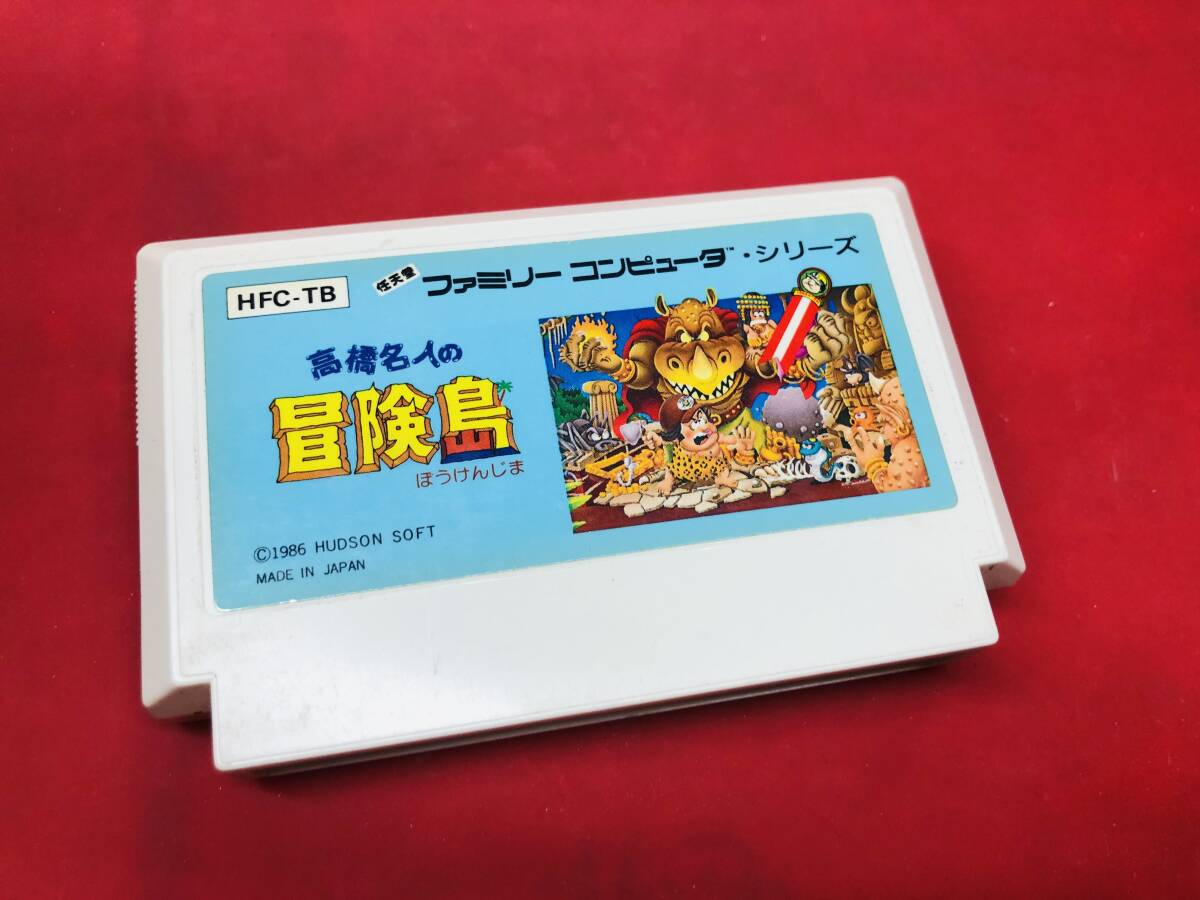 HFC-TB
任天堂 ファミリー コンピュータ™・シリーズ
高橋名人の
冒険島
ぼうけんじま
©1986 HUDSON SOFT
MADE IN JAPAN